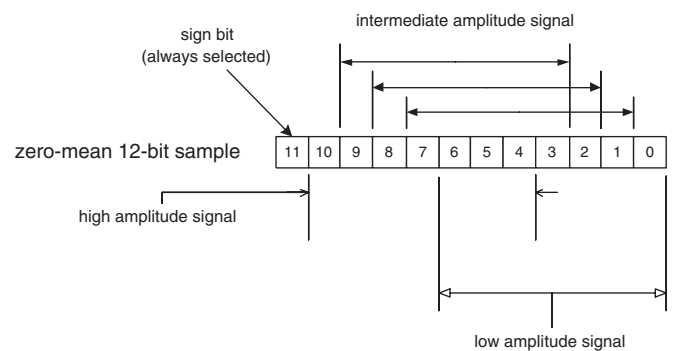 intermediate amplitude signal
sign bit
(always selected)
zero-mean 12-bit sample
11 10 9 8 7 6 5 4 3 2 1 0
high amplitude signal
low amplitude signal